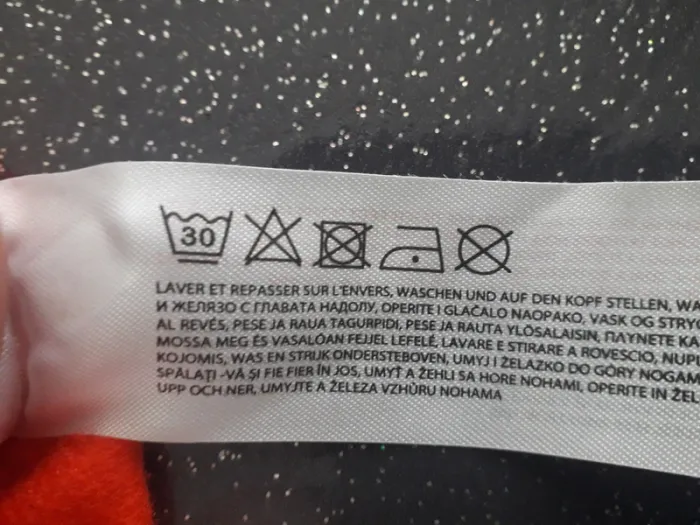 30
LAVER ET REPASSER SUR L'ENVERS, WASCHEN UND AUF DEN KOPF STELLEN, WA
И ЖЕЛЯЗО С ГЛАВАТА НАДОЛУ, OPERITE I GLAČALO NAOPAKO, VASK OG STRY
AL REVÉS, PESE JA RAUA TAGURPIDI, PESE JA RAUTA YLÖSALAISIN, ΠΛΥΝΕΤΕ ΚΑ
MOSSA MEG ÉS VASALÓAN FEJJEL LEFELÉ, LAVARE E STIRARE A ROVESCIO, NUPL
KOJOMIS, WAS EN STRIJK ONDERSTEBOVEN, UMYJ I ŻELAZKO DO GÓRY NOGAM
SPĂLAȚI -VĂ ȘI FIE FIER ÎN JOS, UMYŤ A ŽEHLI SA HORE NOHAMI, OPERITE IN ŽEL
UPP OCH NER, UMYJTE A ŽELEZA VZHŮRU NOHAMA